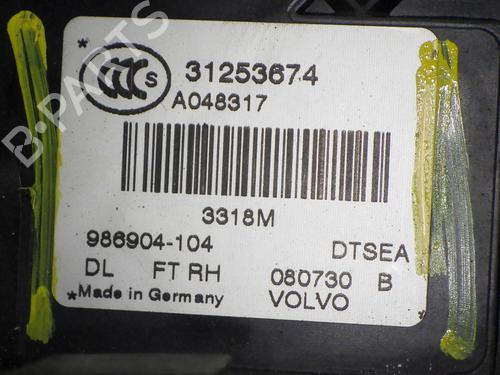 * CCC S 31253674
A048317
3318M
986904-104 DTSEA
DL FT RH 080730 B
*Made in Germany VOLVO
B-PARTS